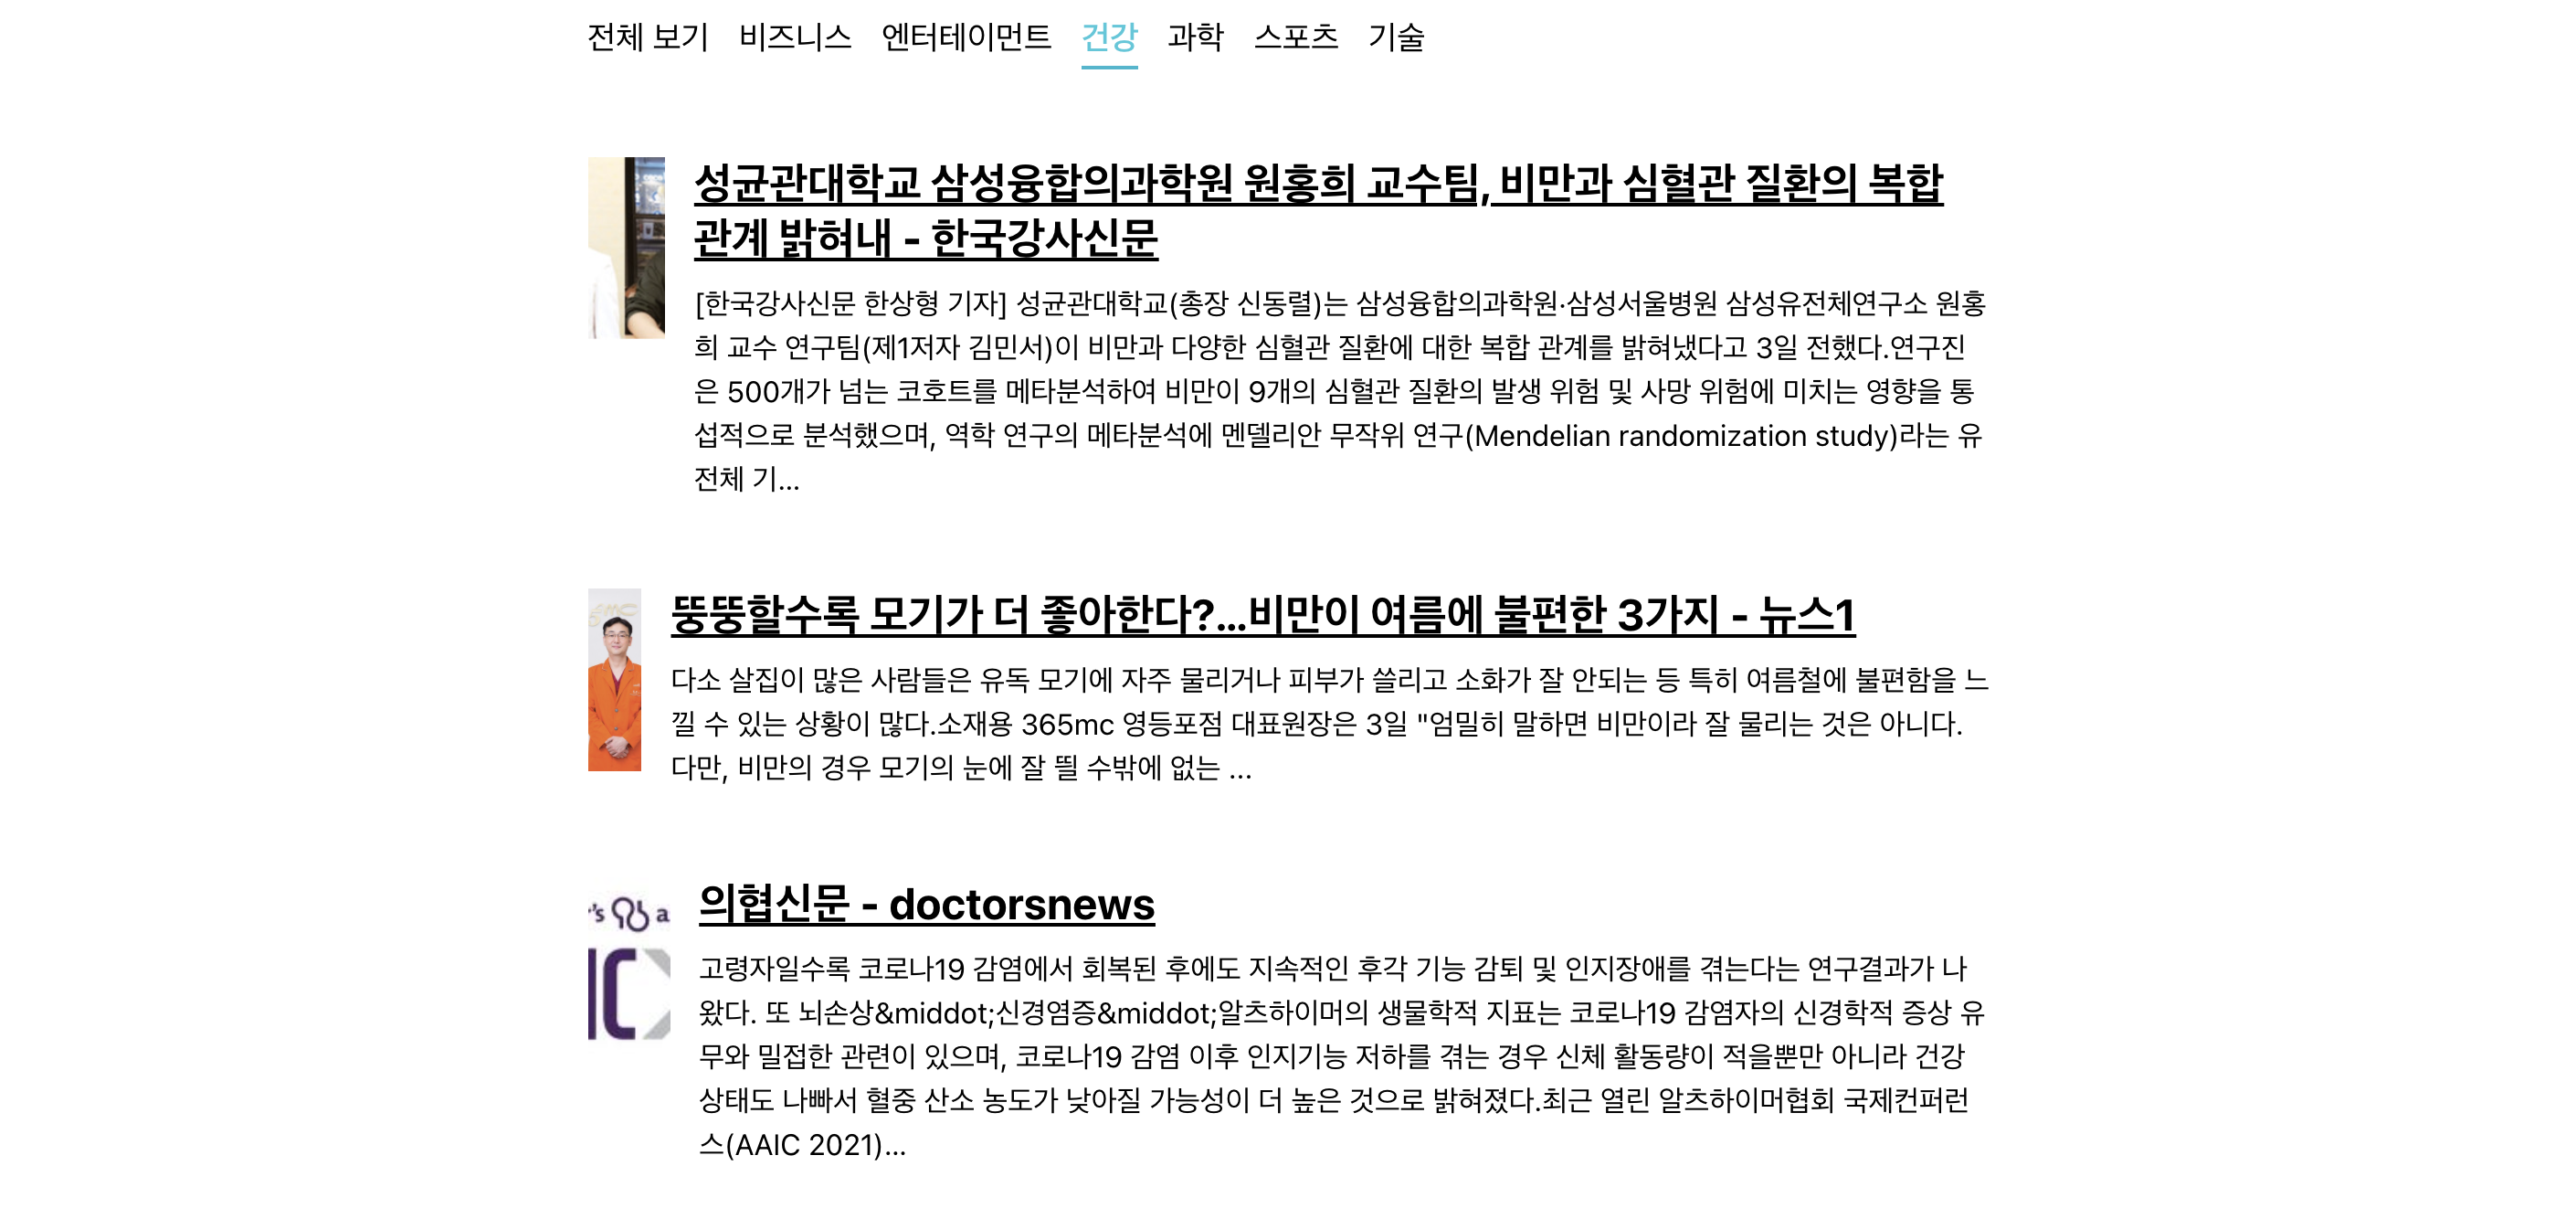 전체 보기 비즈니스 엔터테이먼트 건강 과학 스포츠 기술
성균관대학교 삼성융합의과학원 원홍희 교수팀, 비만과 심혈관 질환의 복합
관계 밝혀내 - 한국강사신문
[한국강사신문 한상형 기자] 성균관대학교(총장 신동렬)는 삼성융합의과학원·삼성서울병원 삼성유전체연구소 원홍
희 교수 연구팀(제1저자 김민서)이 비만과 다양한 심혈관 질환에 대한 복합 관계를 밝혀냈다고 3일 전했다.연구진
은 500개가 넘는 코호트를 메타분석하여 비만이 9개의 심혈관 질환의 발생 위험 및 사망 위험에 미치는 영향을 통
섭적으로 분석했으며, 역학 연구의 메타분석에 멘델리안 무작위 연구(Mendelian randomization study)라는 유
전체 기...
mc
뚱뚱할수록 모기가 더 좋아한다?...비만이 여름에 불편한 3가지 - 뉴스1
다소 살집이 많은 사람들은 유독 모기에 자주 물리거나 피부가 쓸리고 소화가 잘 안되는 등 특히 여름철에 불편함을 느
낄 수 있는 상황이 많다.소재용 365mc 영등포점 대표원장은 3일 "엄밀히 말하면 비만이라 잘 물리는 것은 아니다.
다만, 비만의 경우 모기의 눈에 잘 띌 수밖에 없는 ...
's a
IC
의협신문 - doctorsnews
고령자일수록 코로나19 감염에서 회복된 후에도 지속적인 후각 기능 감퇴 및 인지장애를 겪는다는 연구결과가 나
왔다. 또 뇌손상&middot;신경염증&middot;알츠하이머의 생물학적 지표는 코로나19 감염자의 신경학적 증상 유
무와 밀접한 관련이 있으며, 코로나19 감염 이후 인지기능 저하를 겪는 경우 신체 활동량이 적을뿐만 아니라 건강
상태도 나빠서 혈중 산소 농도가 낮아질 가능성이 더 높은 것으로 밝혀졌다.최근 열린 알츠하이머협회 국제컨퍼런
스(AAIC 2021)...